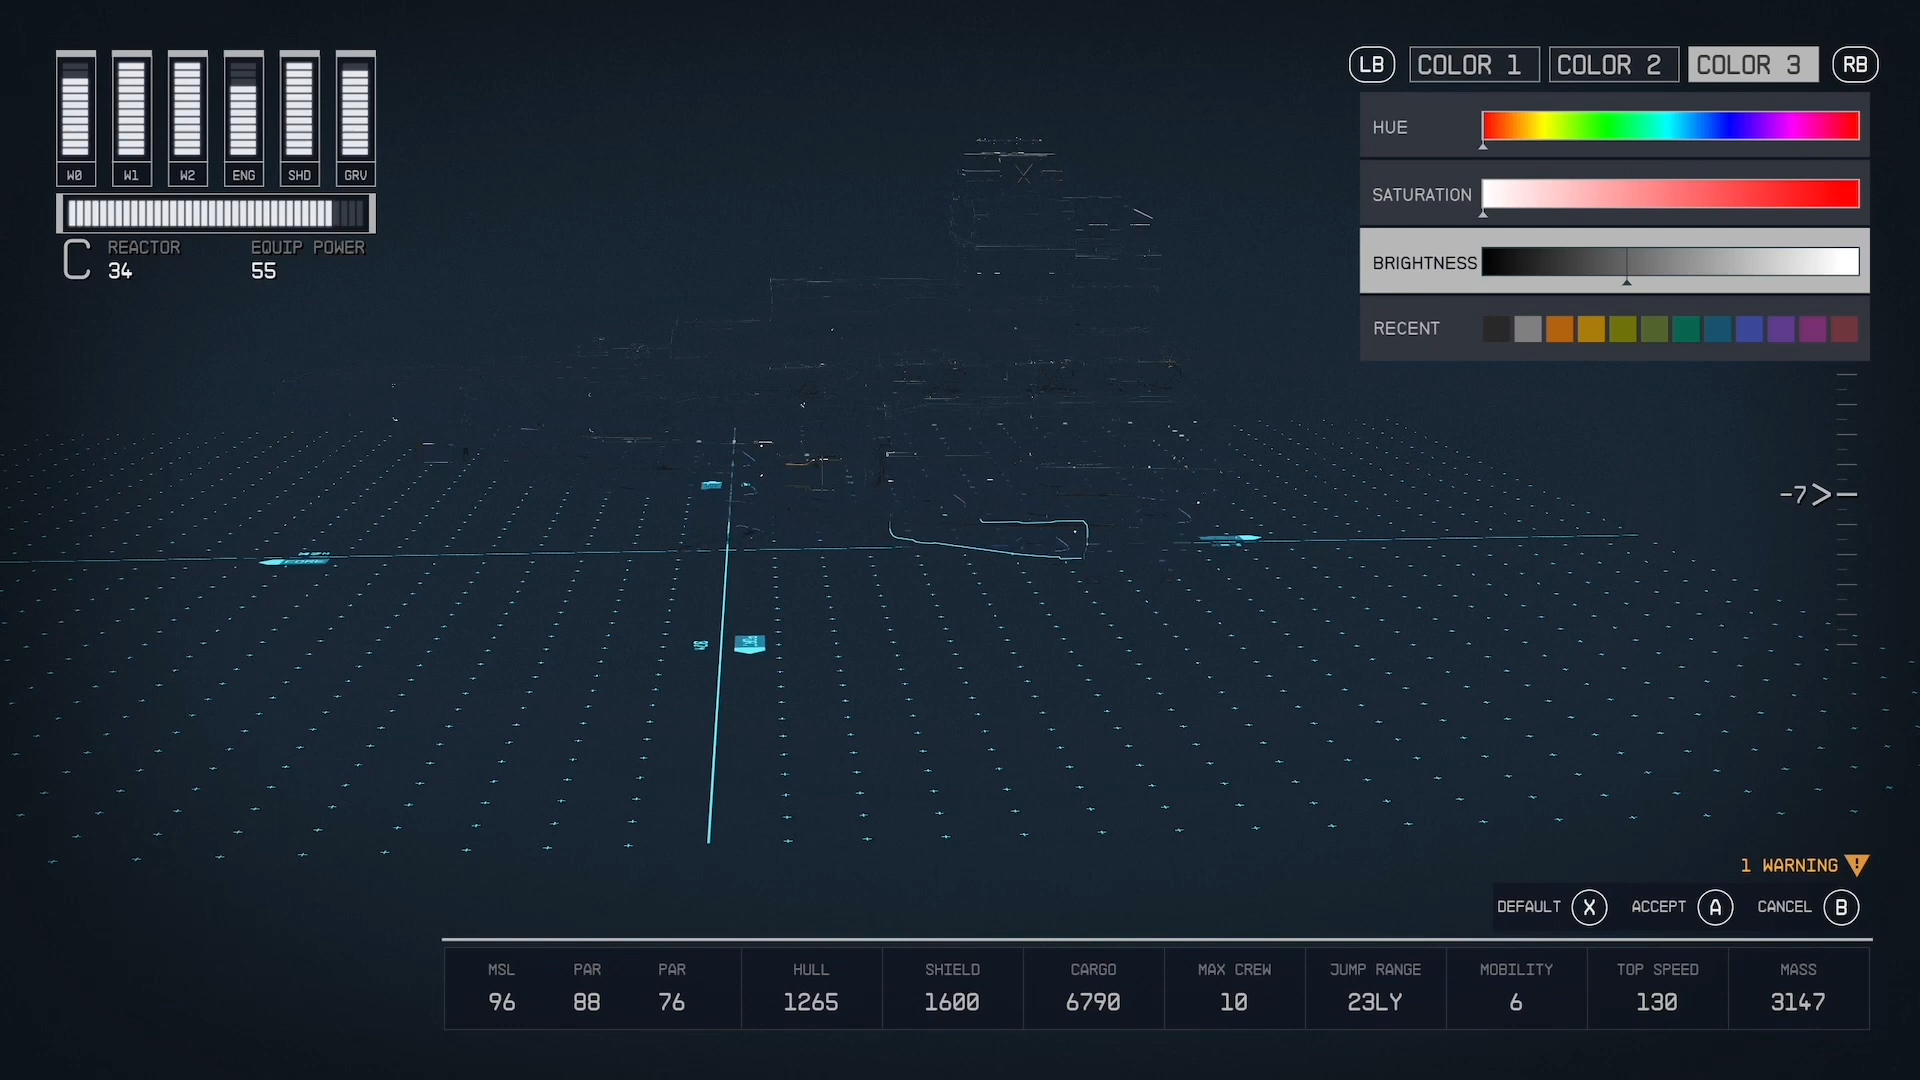 LB COLOR 1 COLOR 2 COLOR 3 RB
HUE
SATURATION
BRIGHTNESS
RECENT
W0 W1 W2 ENG SHD GRV
C REACTOR EQUIP POWER
34 55
-7
FORE
1 WARNING
DEFAULT X ACCEPT A CANCEL B
MSL PAR PAR HULL SHIELD CARGO MAX CREW JUMP RANGE MOBILITY TOP SPEED MASS
96 88 76 1265 1600 6790 10 23LY 6 130 3147